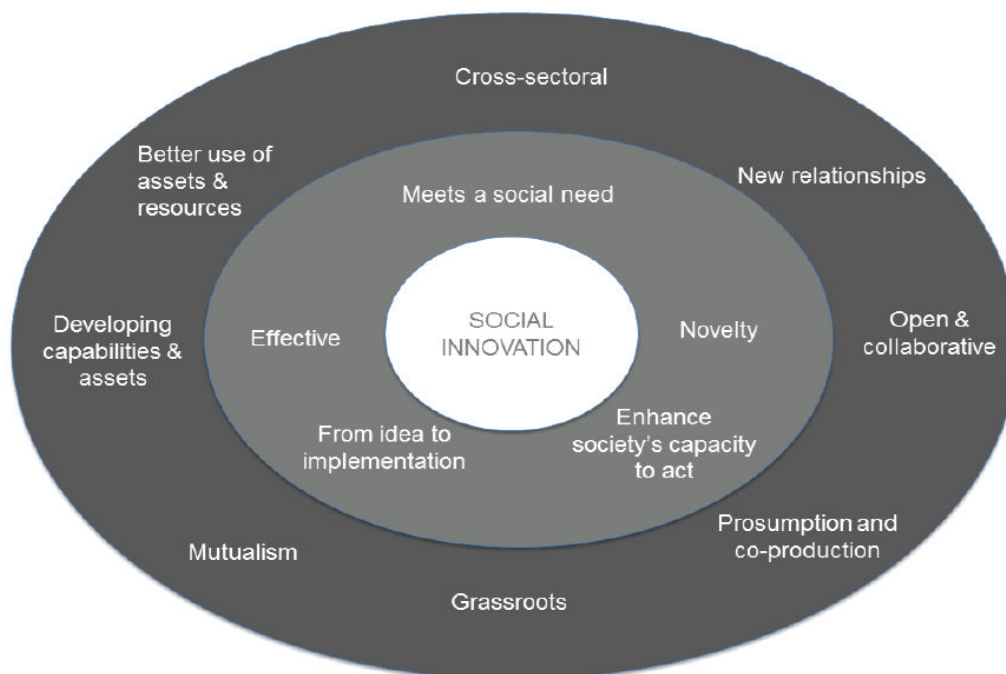 Cross-sectoral
Better use of
assets &
resources
New relationships
Meets a social need
Developing
capabilities &
assets
Effective
SOCIAL
INNOVATION
Novelty
Open &
collaborative
From idea to
implementation
Enhance
society's capacity
to act
Mutualism
Prosumption and
co-production
Grassroots